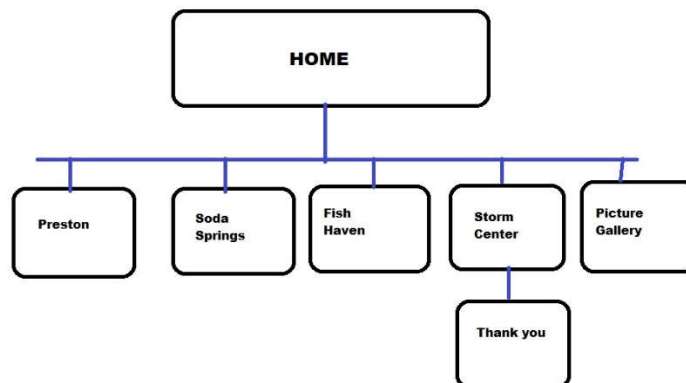 HOME
Preston
Soda
Springs
Fish
Haven
Storm
Center
Picture
Gallery
Thank you